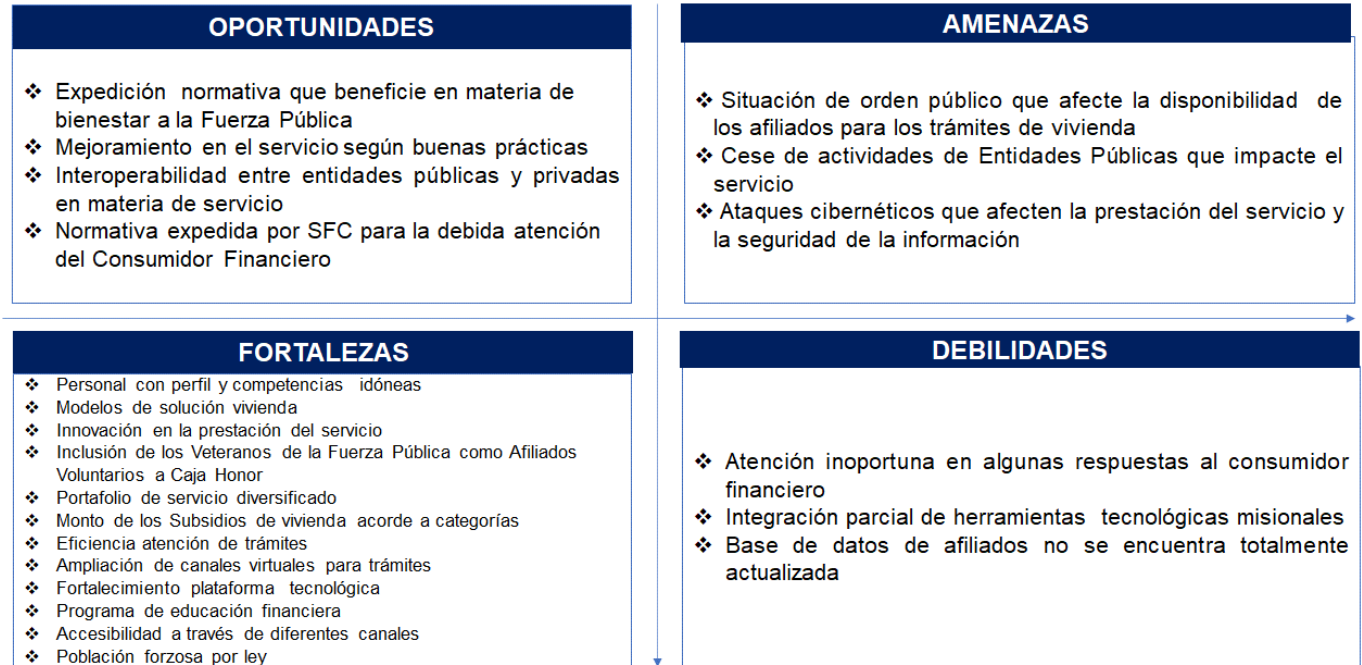 OPORTUNIDADES
❖ Expedición normativa que beneficie en materia de
bienestar a la Fuerza Pública
❖ Mejoramiento en el servicio según buenas prácticas
❖ Interoperabilidad entre entidades públicas y privadas
en materia de servicio
❖ Normativa expedida por SFC para la debida atención
del Consumidor Financiero
AMENAZAS
❖ Situación de orden público que afecte la disponibilidad de
los afiliados para los trámites de vivienda
❖ Cese de actividades de Entidades Públicas que impacte el
servicio
❖ Ataques cibernéticos que afecten la prestación del servicio y
la seguridad de la información
FORTALEZAS
❖ Personal con perfil y competencias idóneas
❖ Modelos de solución vivienda
❖ Innovación en la prestación del servicio
❖ Inclusión de los Veteranos de la Fuerza Pública como Afiliados
Voluntarios a Caja Honor
❖ Portafolio de servicio diversificado
❖ Monto de los Subsidios de vivienda acorde a categorías
❖ Eficiencia atención de trámites
❖ Ampliación de canales virtuales para trámites
❖ Fortalecimiento plataforma tecnológica
❖ Programa de educación financiera
❖ Accesibilidad a través de diferentes canales
❖ Población forzosa por ley
DEBILIDADES
❖ Atención inoportuna en algunas respuestas al consumidor
financiero
❖ Integración parcial de herramientas tecnológicas misionales
❖ Base de datos de afiliados no se encuentra totalmente
actualizada